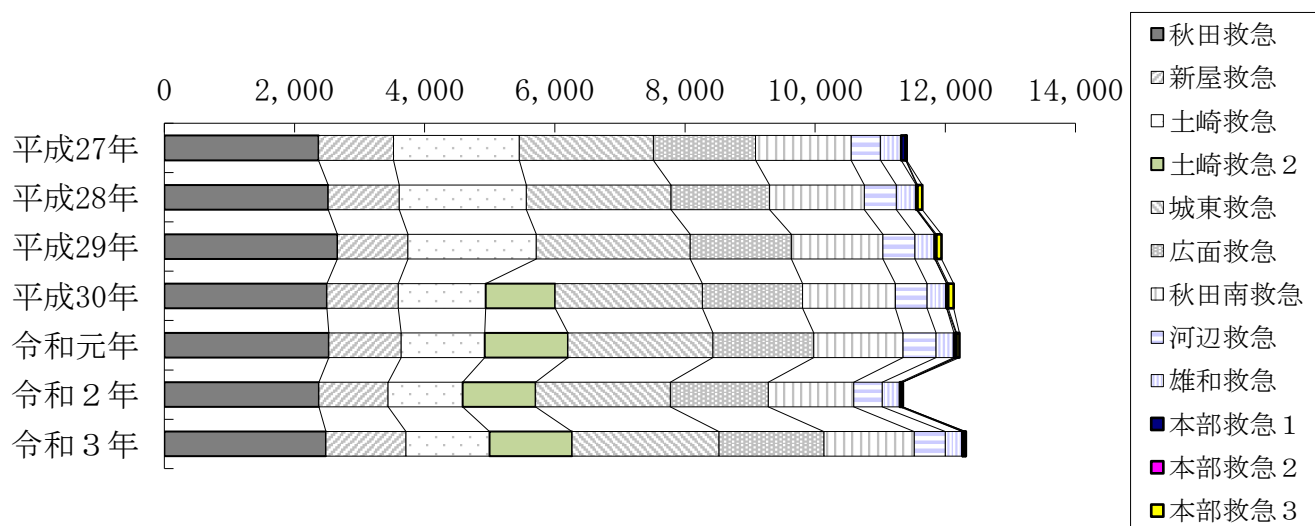 0 2,000 4,000 6,000 8,000 10,000 12,000 14,000
平成27年
平成28年
平成29年
平成30年
令和元年
令和２年
令和３年
秋田救急
新屋救急
土崎救急
土崎救急２
城東救急
広面救急
秋田南救急
河辺救急
雄和救急
本部救急１
本部救急２
本部救急３